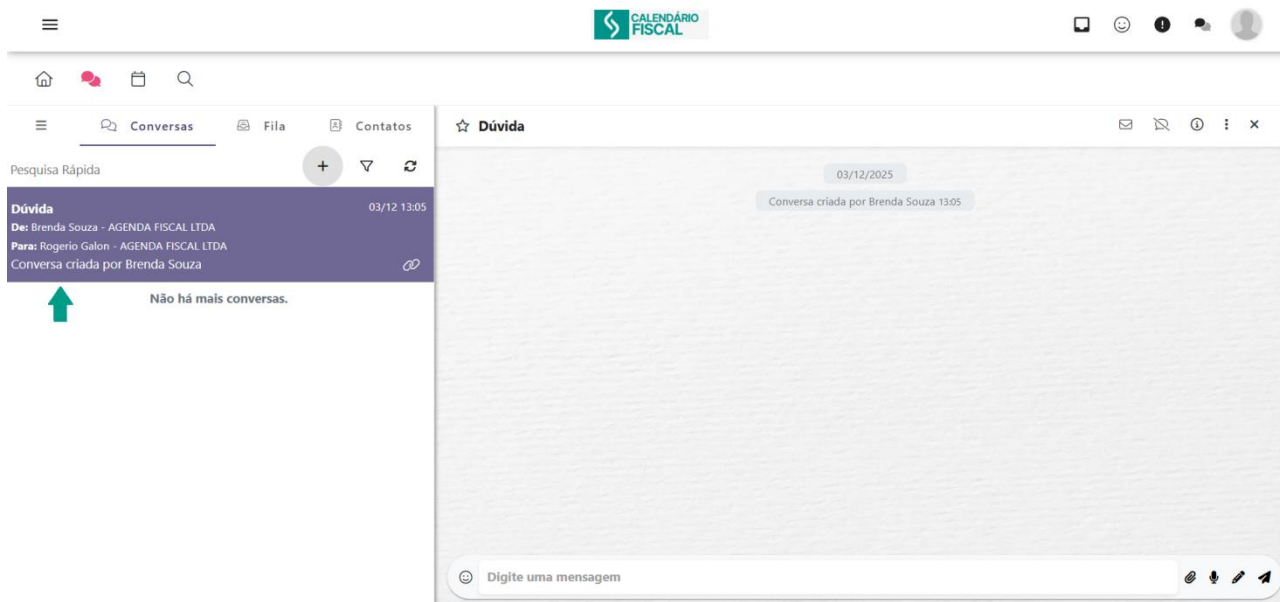 CALENDÁRIO
FISCAL
Conversas
Fila
Contatos
Pesquisa Rápida
Dúvida 03/12 13:05
De: Brenda Souza - AGENDA FISCAL LTDA
Para: Rogerio Galon - AGENDA FISCAL LTDA
Conversa criada por Brenda Souza
Não há mais conversas.
Dúvida
03/12/2025
Conversa criada por Brenda Souza 13:05
Digite uma mensagem